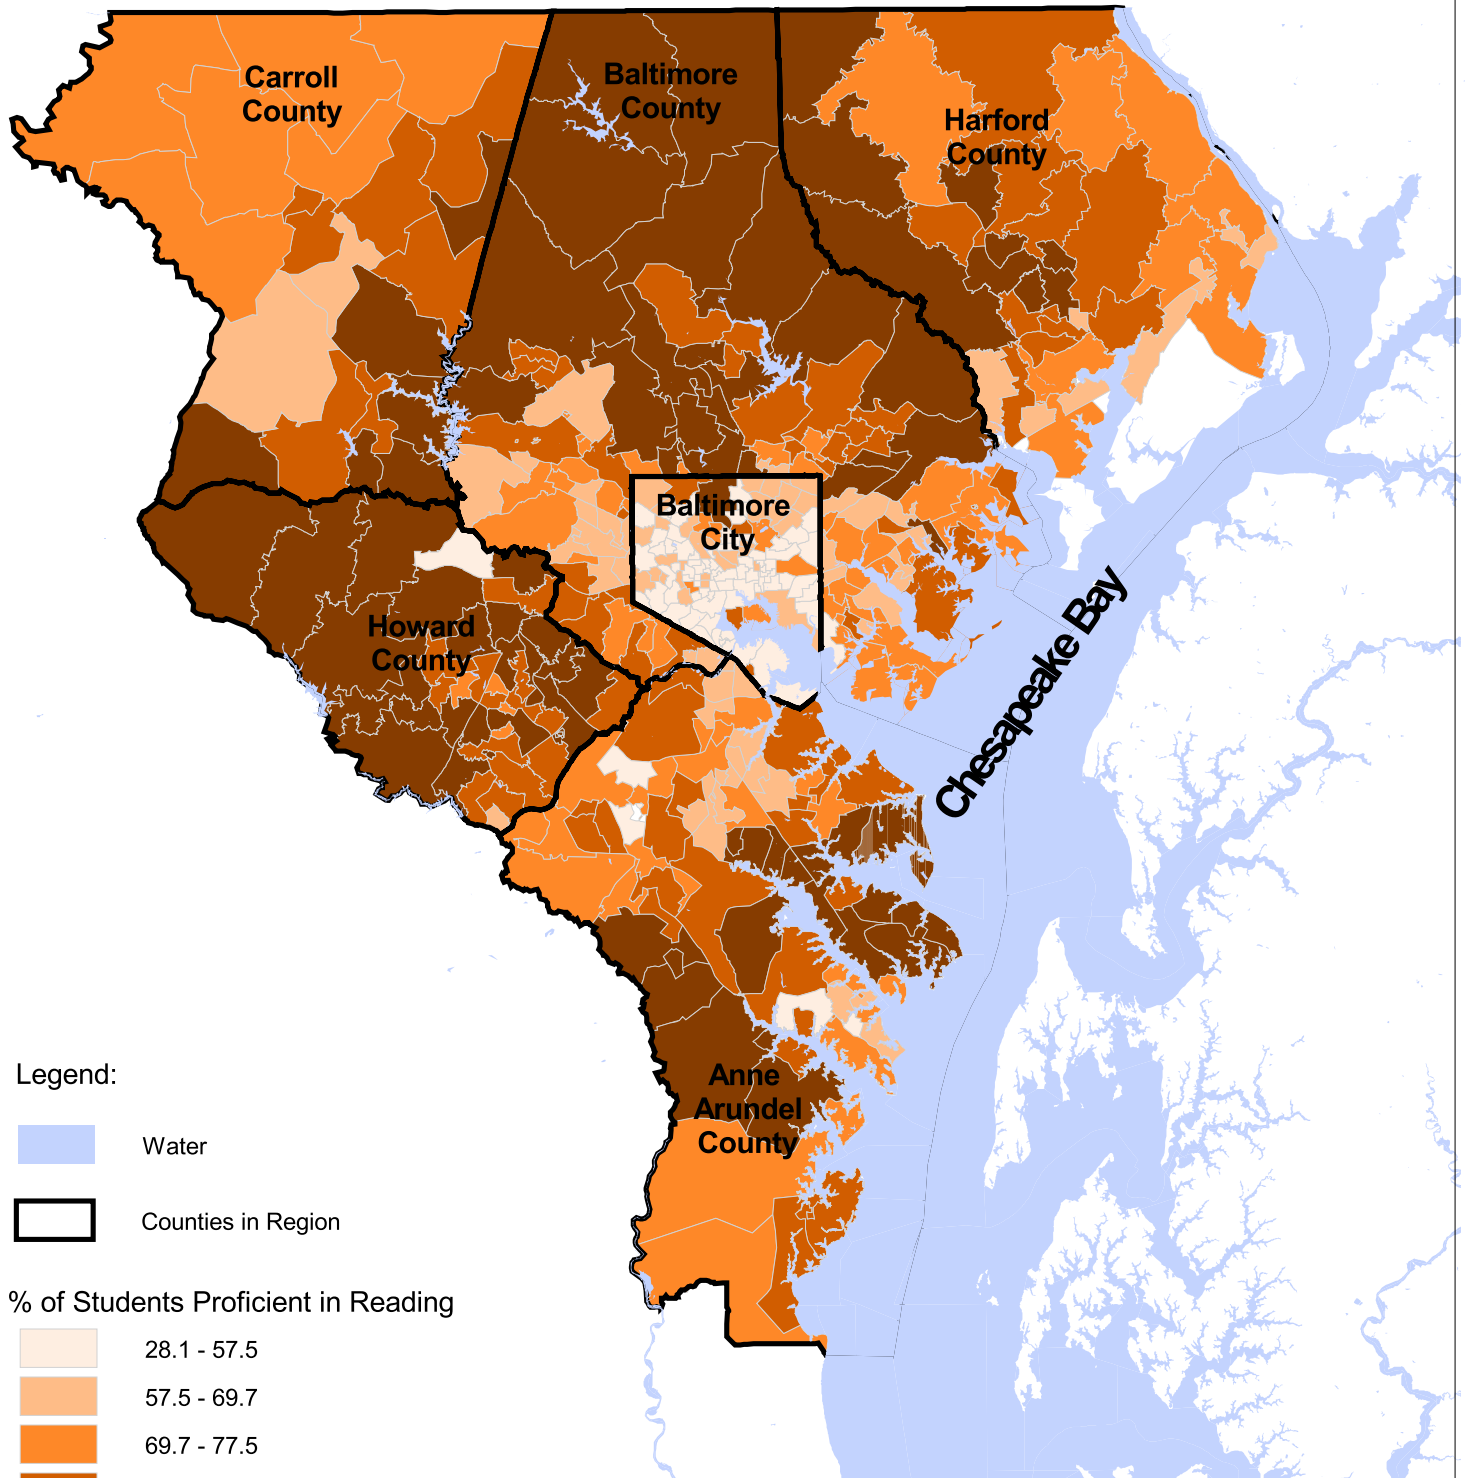 Carroll
County
Baltimore
County
Harford
County
Baltimore
City
Howard
County
Chesapeake Bay
Anne
Arundel
County
Legend:
Water
Counties in Region
% of Students Proficient in Reading
28.1 - 57.5
57.5 - 69.7
69.7 - 77.5